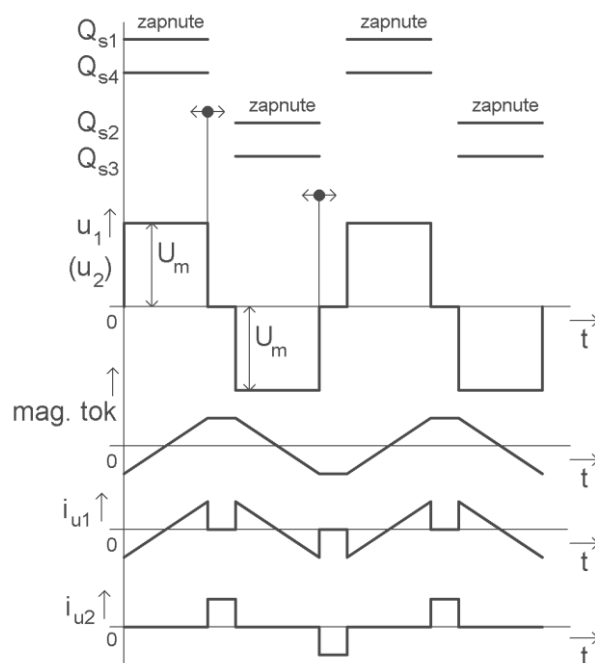 zapnute zapnute
Qs1
Qs4
zapnute zapnute
Qs2
Qs3
u1
(u2)
Um
0
t
Um
mag. tok
0
t
iu1
0
t
iu2
0
t